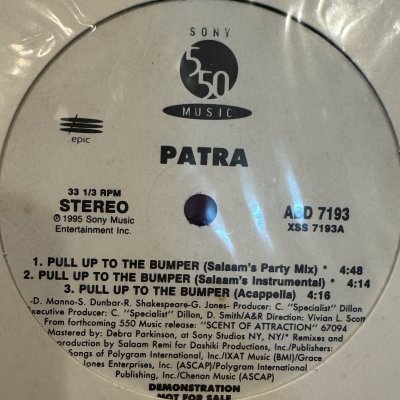 SONY
550
MUSIC
epic
PATRA
33 1/3 RPM
STEREO
℗1995 Sony Music
Entertainment Inc.
ASD 7193
XSS 7193A
1. PULL UP TO THE BUMPER (Salaam's Party Mix) * 4:48
2. PULL UP TO THE BUMPER (Salaam's Instrumental) * 4:14
3. PULL UP TO THE BUMPER (Acappella) 4:16
-D. Manno-S. Dunbar-R. Shakespeare-G. Jones- Producer: C. "Specialist" Dillon
Executive Producer: C. "Specialist" Dillon, D. Smith/A&R Direction: Vivian L. Scott
From forthcoming 550 Music release: "SCENT OF ATTRACTION" 67094
Mastered by: Debra Parkinson, at Sony Studios NY, NY/* Remixes and
production by Salaam Remi for Dashiki Productions, Inc./Publishers:
Songs of Polygram International, Inc./IXAT Music (BMI)/Grace
Jones Enterprises, Inc. (ASCAP)/Polygram International
Publishing, Inc./Chenan Music (ASCAP)
DEMONSTRATION
NOT FOR SALE